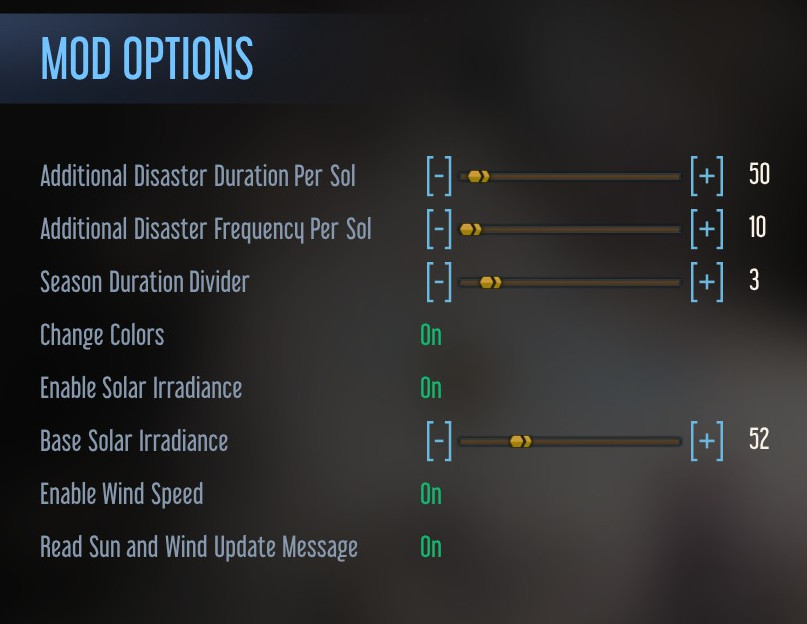 MOD OPTIONS
Additional Disaster Duration Per Sol [-] [+] 50
Additional Disaster Frequency Per Sol [-] [+] 10
Season Duration Divider [-] [+] 3
Change Colors On
Enable Solar Irradiance On
Base Solar Irradiance [-] [+] 52
Enable Wind Speed On
Read Sun and Wind Update Message On